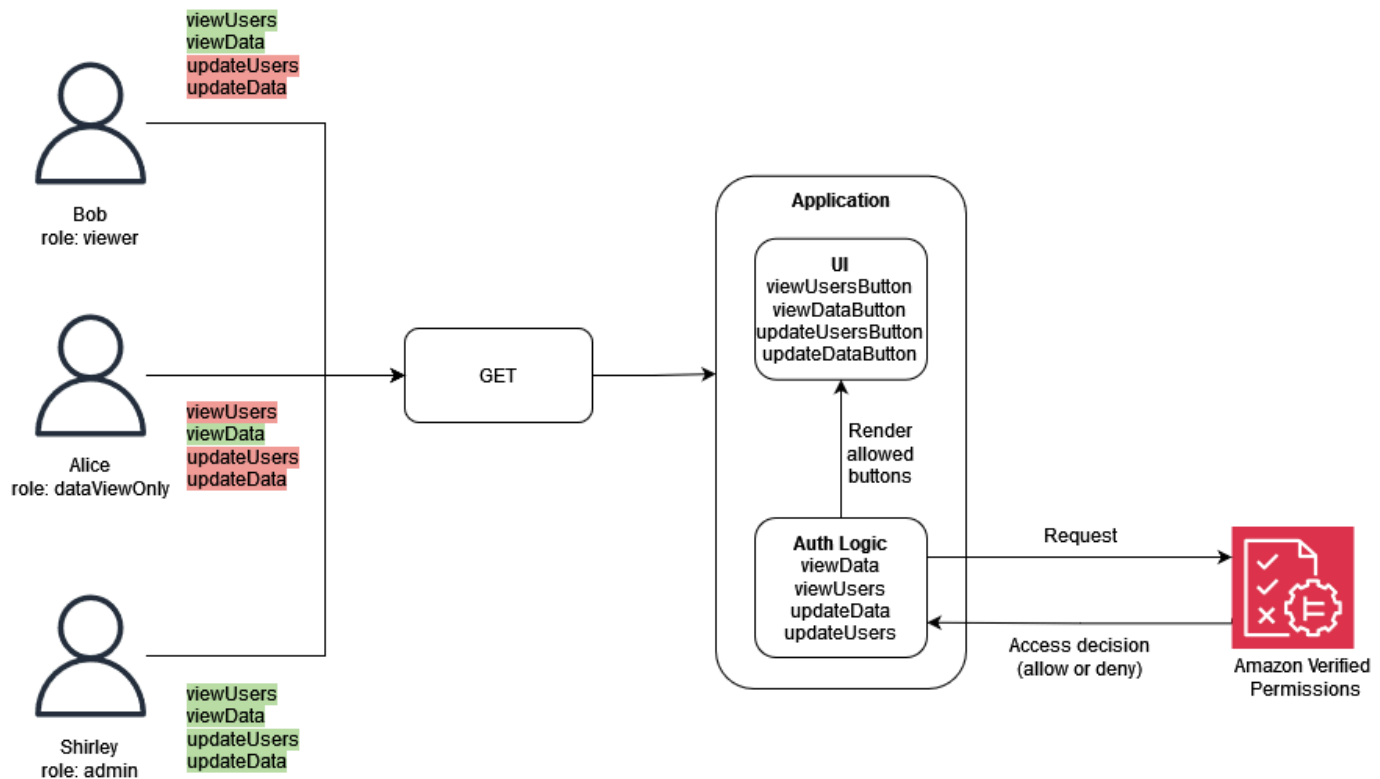 viewUsers
viewData
updateUsers
updateData
Bob
role: viewer
viewUsers
viewData
updateUsers
updateData
Alice
role: dataViewOnly
viewUsers
viewData
updateUsers
updateData
Shirley
role: admin
GET
Application
UI
viewUsersButton
viewDataButton
updateUsersButton
updateDataButton
Render
allowed
buttons
Auth Logic
viewData
viewUsers
updateData
updateUsers
Request
Access decision
(allow or deny)
Amazon Verified
Permissions